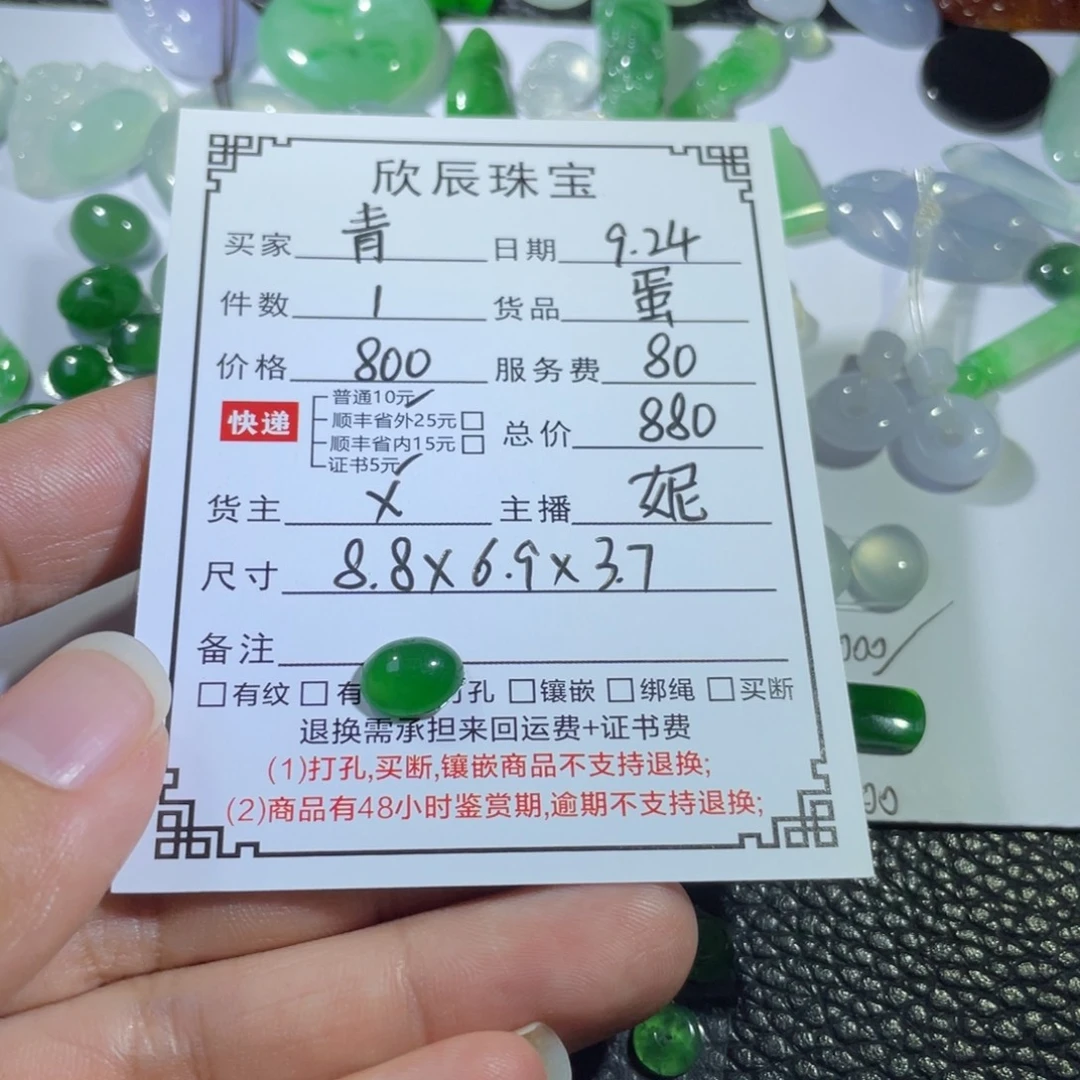 欣辰珠宝
买家 青 日期 9.24
件数 1 货品 蛋
价格 800 服务费 80
快递 普通10元✓
顺丰省外25元□
顺丰省内15元□
证书5元✓
总价 880
货主 X 主播 妮
尺寸 8.8x6.9x3.7
备注
□有纹 □有 打孔 □镶嵌 □绑绳 □买断
退换需承担来回运费+证书费
(1)打孔,买断,镶嵌商品不支持退换;
(2)商品有48小时鉴赏期,逾期不支持退换;